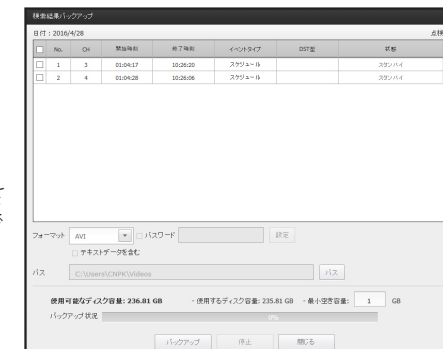 検索結果バックアップ
日付 : 2016/4/28
No. CH 開始時刻 終了時刻 イベントタイプ DST型 状態
1 3 01:04:17 10:26:20 スケジュール スタンバイ
2 4 01:04:28 10:26:06 スケジュール スタンバイ
フォーマット AVI パスワード 設定
テキストデータを含む
パス C:\Users\CNPK\Videos パス
使用可能なディスク容量: 236.81 GB ・使用するディスク容量: 235.81 GB ・最小空き容量: 1 GB
バックアップ状況 0%
バックアップ 停止 閉じる